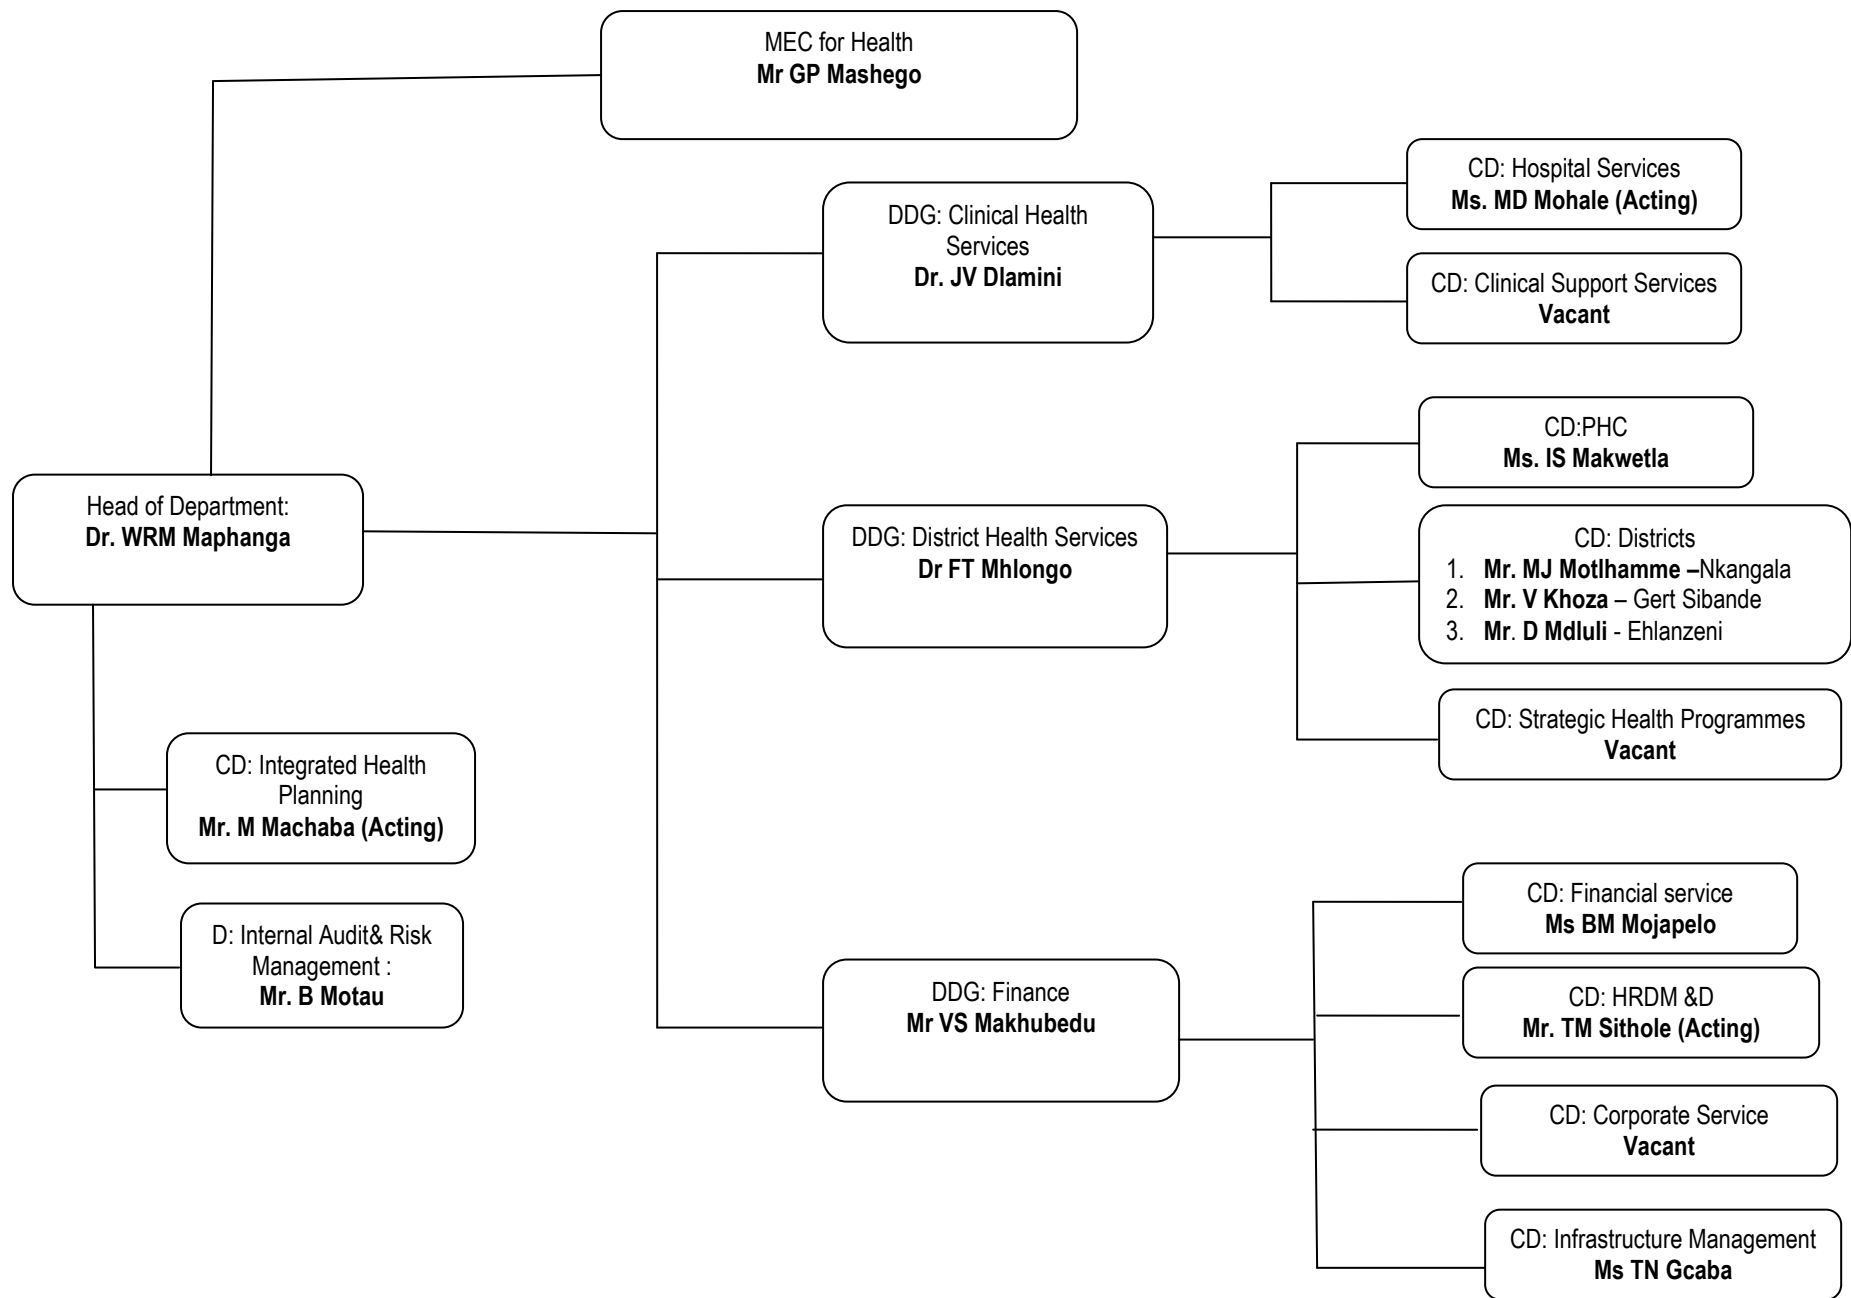 MEC for Health
Mr GP Mashego
CD: Hospital Services
Ms. MD Mohale (Acting)
DDG: Clinical Health
Services
Dr. JV Dlamini
CD: Clinical Support Services
Vacant
CD:PHC
Ms. IS Makwetla
Head of Department:
Dr. WRM Maphanga
DDG: District Health Services
Dr FT Mhlongo
CD: Districts
1. Mr. MJ Motlhamme –Nkangala
2. Mr. V Khoza – Gert Sibande
3. Mr. D Mdluli - Ehlanzeni
CD: Strategic Health Programmes
Vacant
CD: Integrated Health
Planning
Mr. M Machaba (Acting)
D: Internal Audit& Risk
Management :
Mr. B Motau
CD: Financial service
Ms BM Mojapelo
DDG: Finance
Mr VS Makhubedu
CD: HRDM &D
Mr. TM Sithole (Acting)
CD: Corporate Service
Vacant
CD: Infrastructure Management
Ms TN Gcaba